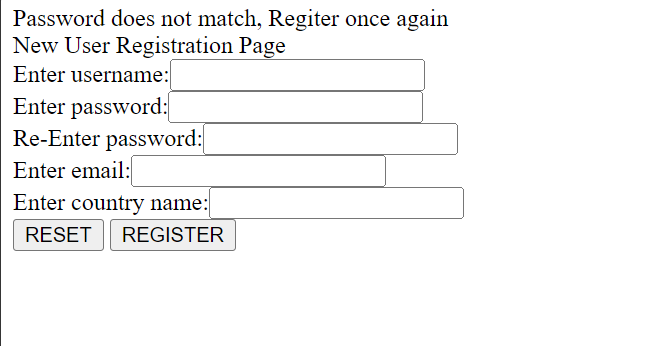 Password does not match, Regiter once again
New User Registration Page
Enter username:
Enter password:
Re-Enter password:
Enter email:
Enter country name:
RESET REGISTER